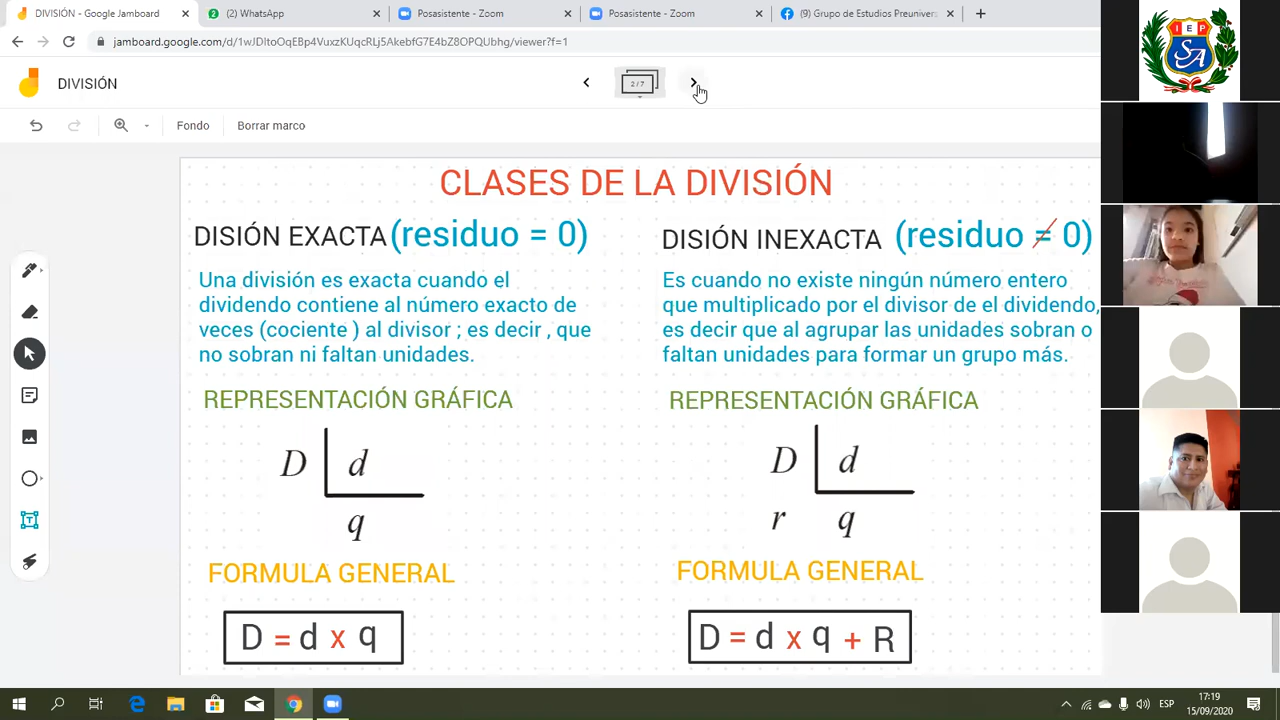 DIVISIÓN - Google Jamboard
(2) WhatsApp
Posasistente - Zoom
Posasistente - Zoom
(9) Grupo de Estudios Preuniver
jamboard.google.com/d/
/viewer?f=1
DIVISIÓN
2 / 7
Fondo
Borrar marco
CLASES DE LA DIVISIÓN
DISIÓN EXACTA (residuo = 0)
Una división es exacta cuando el
dividendo contiene al número exacto de
veces (cociente ) al divisor ; es decir , que
no sobran ni faltan unidades.
REPRESENTACIÓN GRÁFICA
D d
q
FORMULA GENERAL
D = d x q
DISIÓN INEXACTA (residuo ≠ 0)
Es cuando no existe ningún número entero
que multiplicado por el divisor de el dividendo,
es decir que al agrupar las unidades sobran o
faltan unidades para formar un grupo más.
REPRESENTACIÓN GRÁFICA
D d
r q
FORMULA GENERAL
D = d x q + R
I E P
SA
ESP
17:19
15/09/2020